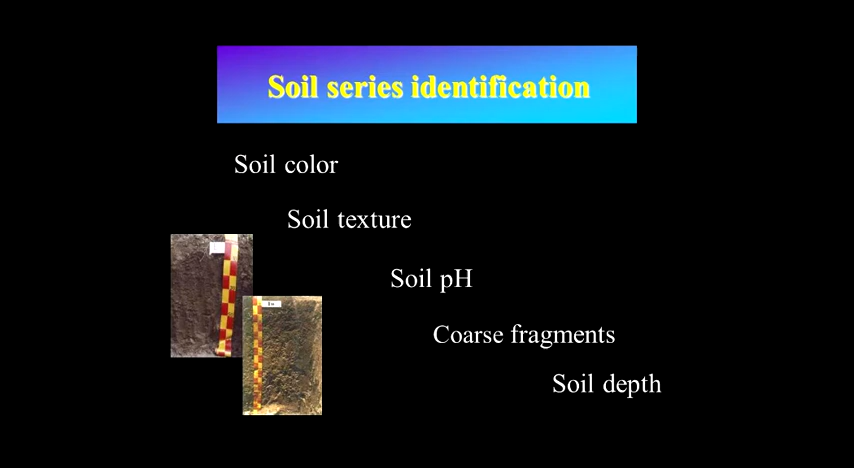 Soil series identification
Soil color
Soil texture
Soil pH
Coarse fragments
Soil depth